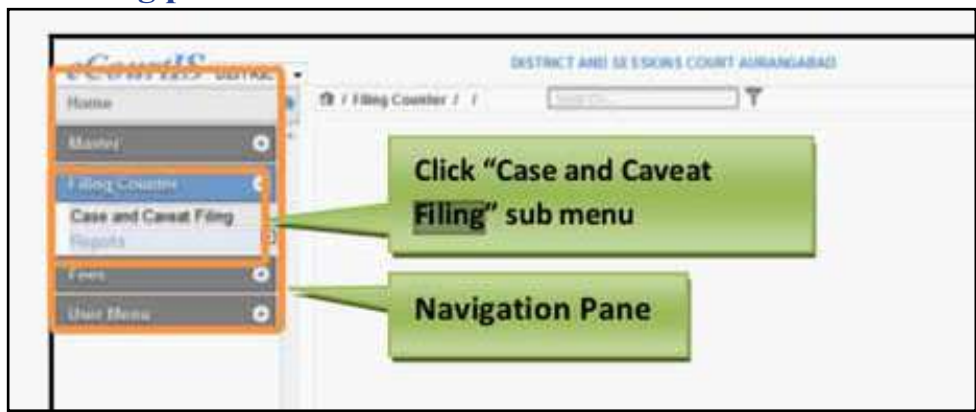 DISTRICT AND SESSIONS COURT AURANGABAD
Home
/ Filing Counter / /
Search...
Master
Filing Counter
Case and Caveat Filing
Reports
Fees
User Menu
Click “Case and Caveat
Filing” sub menu
Navigation Pane